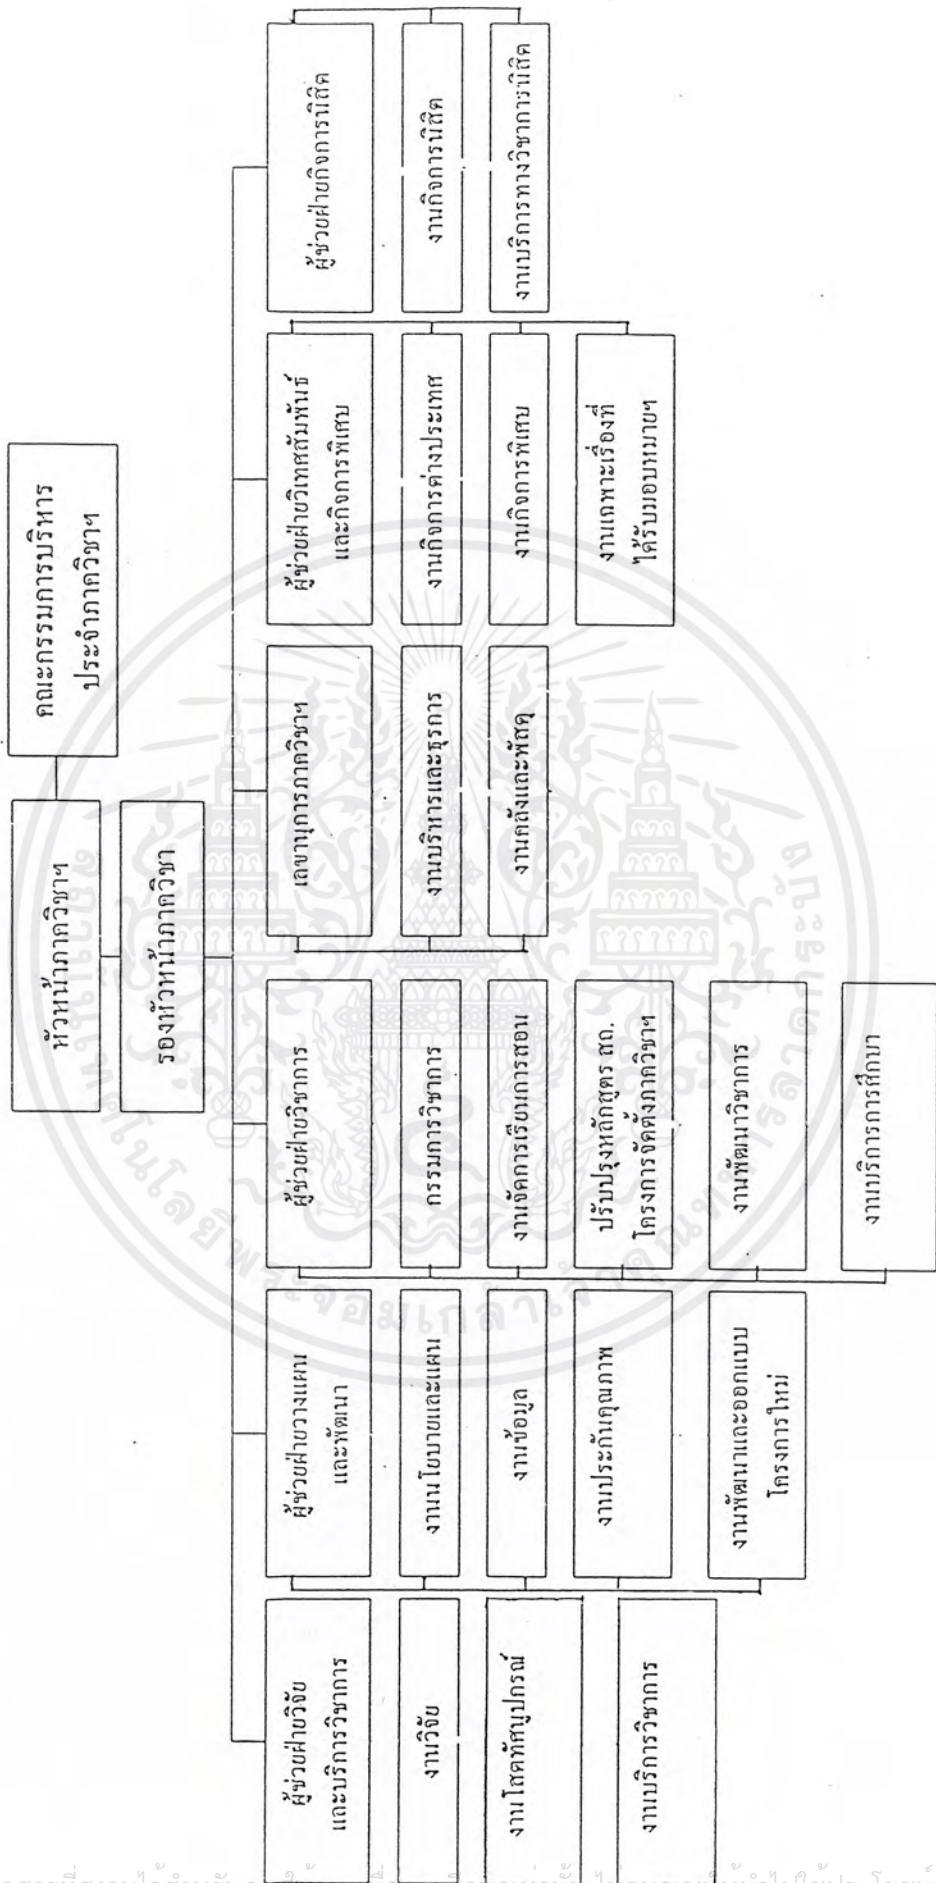 คณะกรรมการบริหาร
ประจำภาควิชาฯ
หัวหน้าภาควิชาฯ
รองหัวหน้าภาควิชา
ผู้ช่วยฝ่ายวิจัย
และบริการวิชาการ
งานวิจัย
งานโสตทัศนูปกรณ์
งานบริการวิชาการ
ผู้ช่วยฝ่ายวางแผน
และพัฒนา
งานนโยบายและแผน
งานข้อมูล
งานประกันคุณภาพ
งานพัฒนาและออกแบบ
โครงการใหม่
ผู้ช่วยฝ่ายวิชาการ
กรรมการวิชาการ
งานจัดการเรียนการสอน
ปรับปรุงหลักสูตร สถ.
โครงการจัดตั้งภาควิชาฯ
งานพัฒนาวิชาการ
งานบริการการศึกษา
เลขานุการภาควิชาฯ
งานบริหารและธุรการ
งานคลังและพัสดุ
ผู้ช่วยฝ่ายวิเทศสัมพันธ์
และกิจการพิเศษ
งานกิจการต่างประเทศ
งานกิจการพิเศษ
งานเฉพาะเรื่องที่
ได้รับมอบหมายฯ
ผู้ช่วยฝ่ายกิจการนิสิต
งานกิจการนิสิต
งานบริการทางวิชาการนิสิต